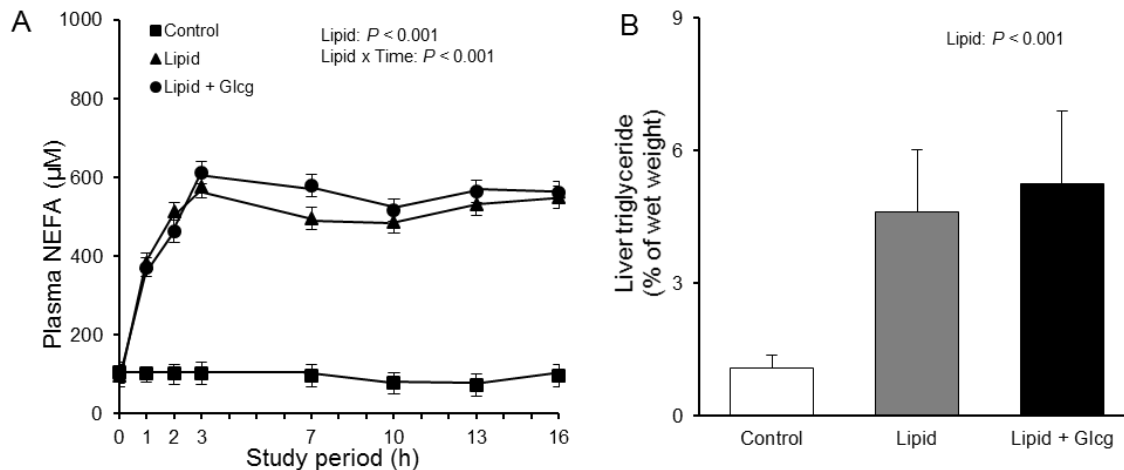 A
1000
800
600
400
200
0
Plasma NEFA (µM)
Control
Lipid
Lipid + Glcg
Lipid: P < 0.001
Lipid x Time: P < 0.001
0 1 2 3 7 10 13 16
Study period (h)
B
9
6
3
0
Liver triglyceride
(% of wet weight)
Lipid: P < 0.001
Control Lipid Lipid + Glcg